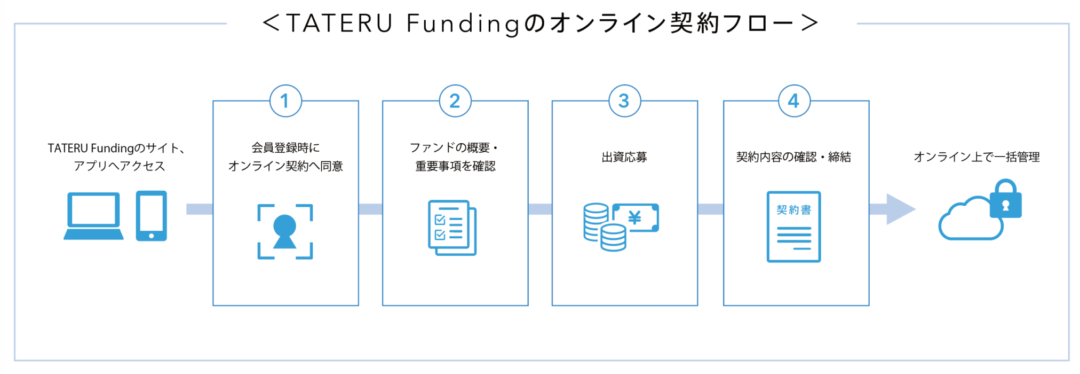 ＜TATERU Fundingのオンライン契約フロー＞
TATERU Fundingのサイト、
アプリへアクセス
1
会員登録時に
オンライン契約へ同意
2
ファンドの概要・
重要事項を確認
3
出資応募
¥
4
契約内容の確認・締結
契約書
オンライン上で一括管理